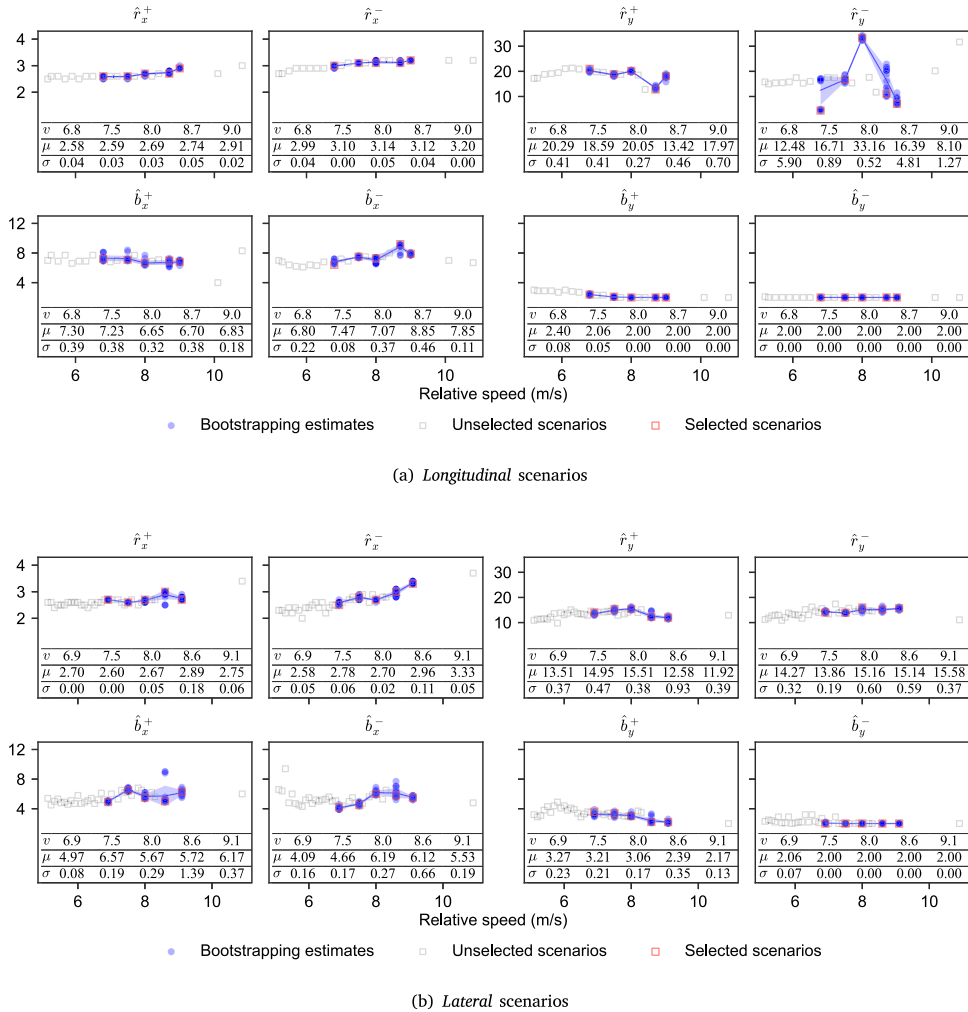 r̂ₓ⁺ r̂ₓ⁻ r̂ᵧ⁺ r̂ᵧ⁻
4 30
3 20
2 10
v 6.8 7.5 8.0 8.7 9.0 v 6.8 7.5 8.0 8.7 9.0 v 6.8 7.5 8.0 8.7 9.0 v 6.8 7.5 8.0 8.7 9.0
μ 2.58 2.59 2.69 2.74 2.91 μ 2.99 3.10 3.14 3.12 3.20 μ 20.29 18.59 20.05 13.42 17.97 μ 12.48 16.71 33.16 16.39 8.10
σ 0.04 0.03 0.03 0.05 0.02 σ 0.04 0.00 0.05 0.04 0.00 σ 0.41 0.41 0.27 0.46 0.70 σ 5.90 0.89 0.52 4.81 1.27
b̂ₓ⁺ b̂ₓ⁻ b̂ᵧ⁺ b̂ᵧ⁻
12
8
4
v 6.8 7.5 8.0 8.7 9.0 v 6.8 7.5 8.0 8.7 9.0 v 6.8 7.5 8.0 8.7 9.0 v 6.8 7.5 8.0 8.7 9.0
μ 7.30 7.23 6.65 6.70 6.83 μ 6.80 7.47 7.07 8.85 7.85 μ 2.40 2.06 2.00 2.00 2.00 μ 2.00 2.00 2.00 2.00 2.00
σ 0.39 0.38 0.32 0.38 0.18 σ 0.22 0.08 0.37 0.46 0.11 σ 0.08 0.05 0.00 0.00 0.00 σ 0.00 0.00 0.00 0.00 0.00
6 8 10 6 8 10 6 8 10 6 8 10
Relative speed (m/s)
Bootstrapping estimates Unselected scenarios Selected scenarios
(a) Longitudinal scenarios
r̂ₓ⁺ r̂ₓ⁻ r̂ᵧ⁺ r̂ᵧ⁻
4 30
3 20
2 10
v 6.9 7.5 8.0 8.6 9.1 v 6.9 7.5 8.0 8.6 9.1 v 6.9 7.5 8.0 8.6 9.1 v 6.9 7.5 8.0 8.6 9.1
μ 2.70 2.60 2.67 2.89 2.75 μ 2.58 2.78 2.70 2.96 3.33 μ 13.51 14.95 15.51 12.58 11.92 μ 14.27 13.86 15.16 15.14 15.58
σ 0.00 0.00 0.05 0.18 0.06 σ 0.05 0.06 0.02 0.11 0.05 σ 0.37 0.47 0.38 0.93 0.39 σ 0.32 0.19 0.60 0.59 0.37
b̂ₓ⁺ b̂ₓ⁻ b̂ᵧ⁺ b̂ᵧ⁻
12
8
4
v 6.9 7.5 8.0 8.6 9.1 v 6.9 7.5 8.0 8.6 9.1 v 6.9 7.5 8.0 8.6 9.1 v 6.9 7.5 8.0 8.6 9.1
μ 4.97 6.57 5.67 5.72 6.17 μ 4.09 4.66 6.19 6.12 5.53 μ 3.27 3.21 3.06 2.39 2.17 μ 2.06 2.00 2.00 2.00 2.00
σ 0.08 0.19 0.29 1.39 0.37 σ 0.16 0.17 0.27 0.66 0.19 σ 0.23 0.21 0.17 0.35 0.13 σ 0.07 0.00 0.00 0.00 0.00
6 8 10 6 8 10 6 8 10 6 8 10
Relative speed (m/s)
Bootstrapping estimates Unselected scenarios Selected scenarios
(b) Lateral scenarios